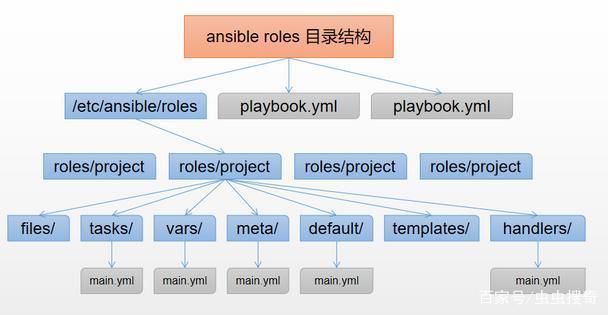 ansible roles 目录结构
/etc/ansible/roles
playbook.yml
playbook.yml
roles/project
roles/project
roles/project
roles/project
files/
tasks/
vars/
meta/
default/
templates/
handlers/
main.yml
main.yml
main.yml
main.yml
main.yml
百家号/虫虫搜奇